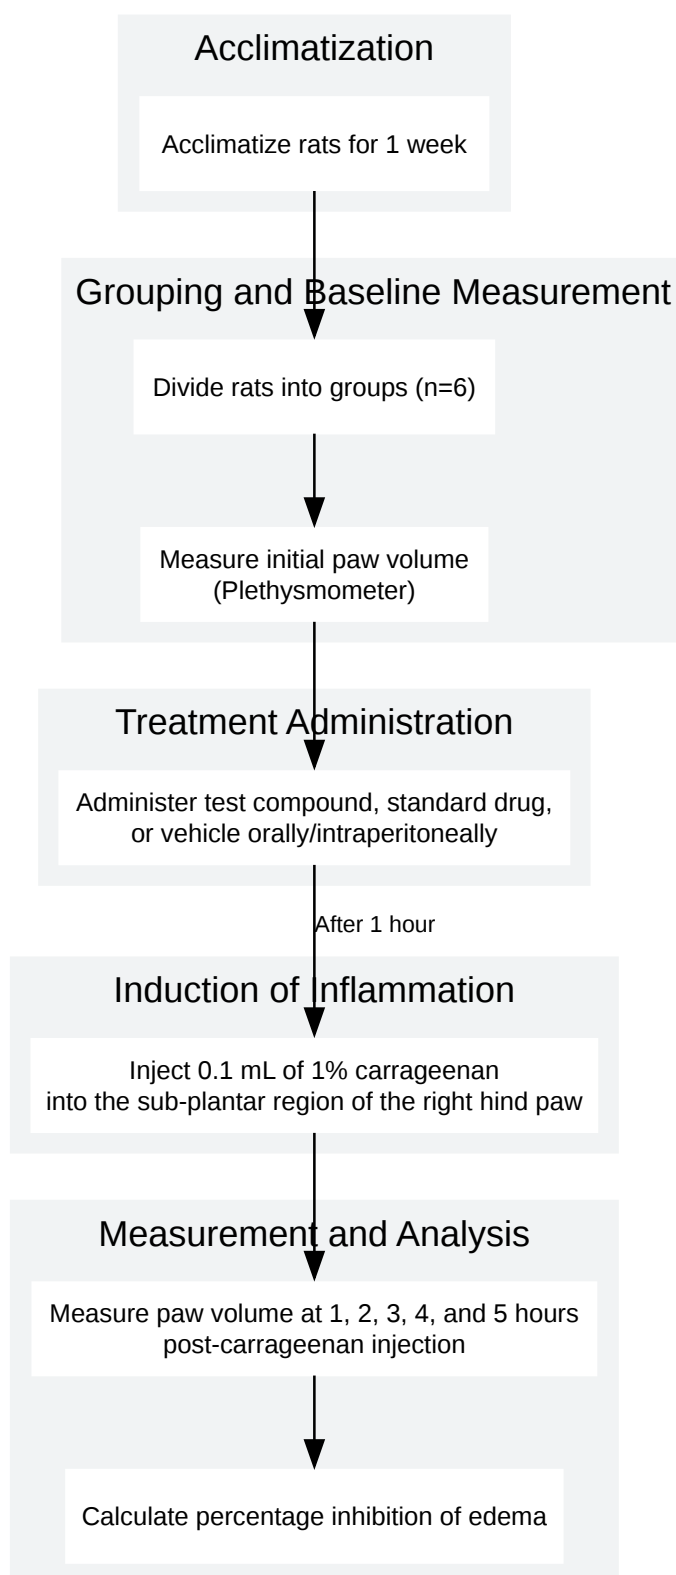 Acclimatization
Acclimatize rats for 1 week
Grouping and Baseline Measurement
Divide rats into groups (n=6)
Measure initial paw volume
(Plethysmometer)
Treatment Administration
Administer test compound, standard drug,
or vehicle orally/intraperitoneally
After 1 hour
Induction of Inflammation
Inject 0.1 mL of 1% carrageenan
into the sub-plantar region of the right hind paw
Measurement and Analysis
Measure paw volume at 1, 2, 3, 4, and 5 hours
post-carrageenan injection
Calculate percentage inhibition of edema